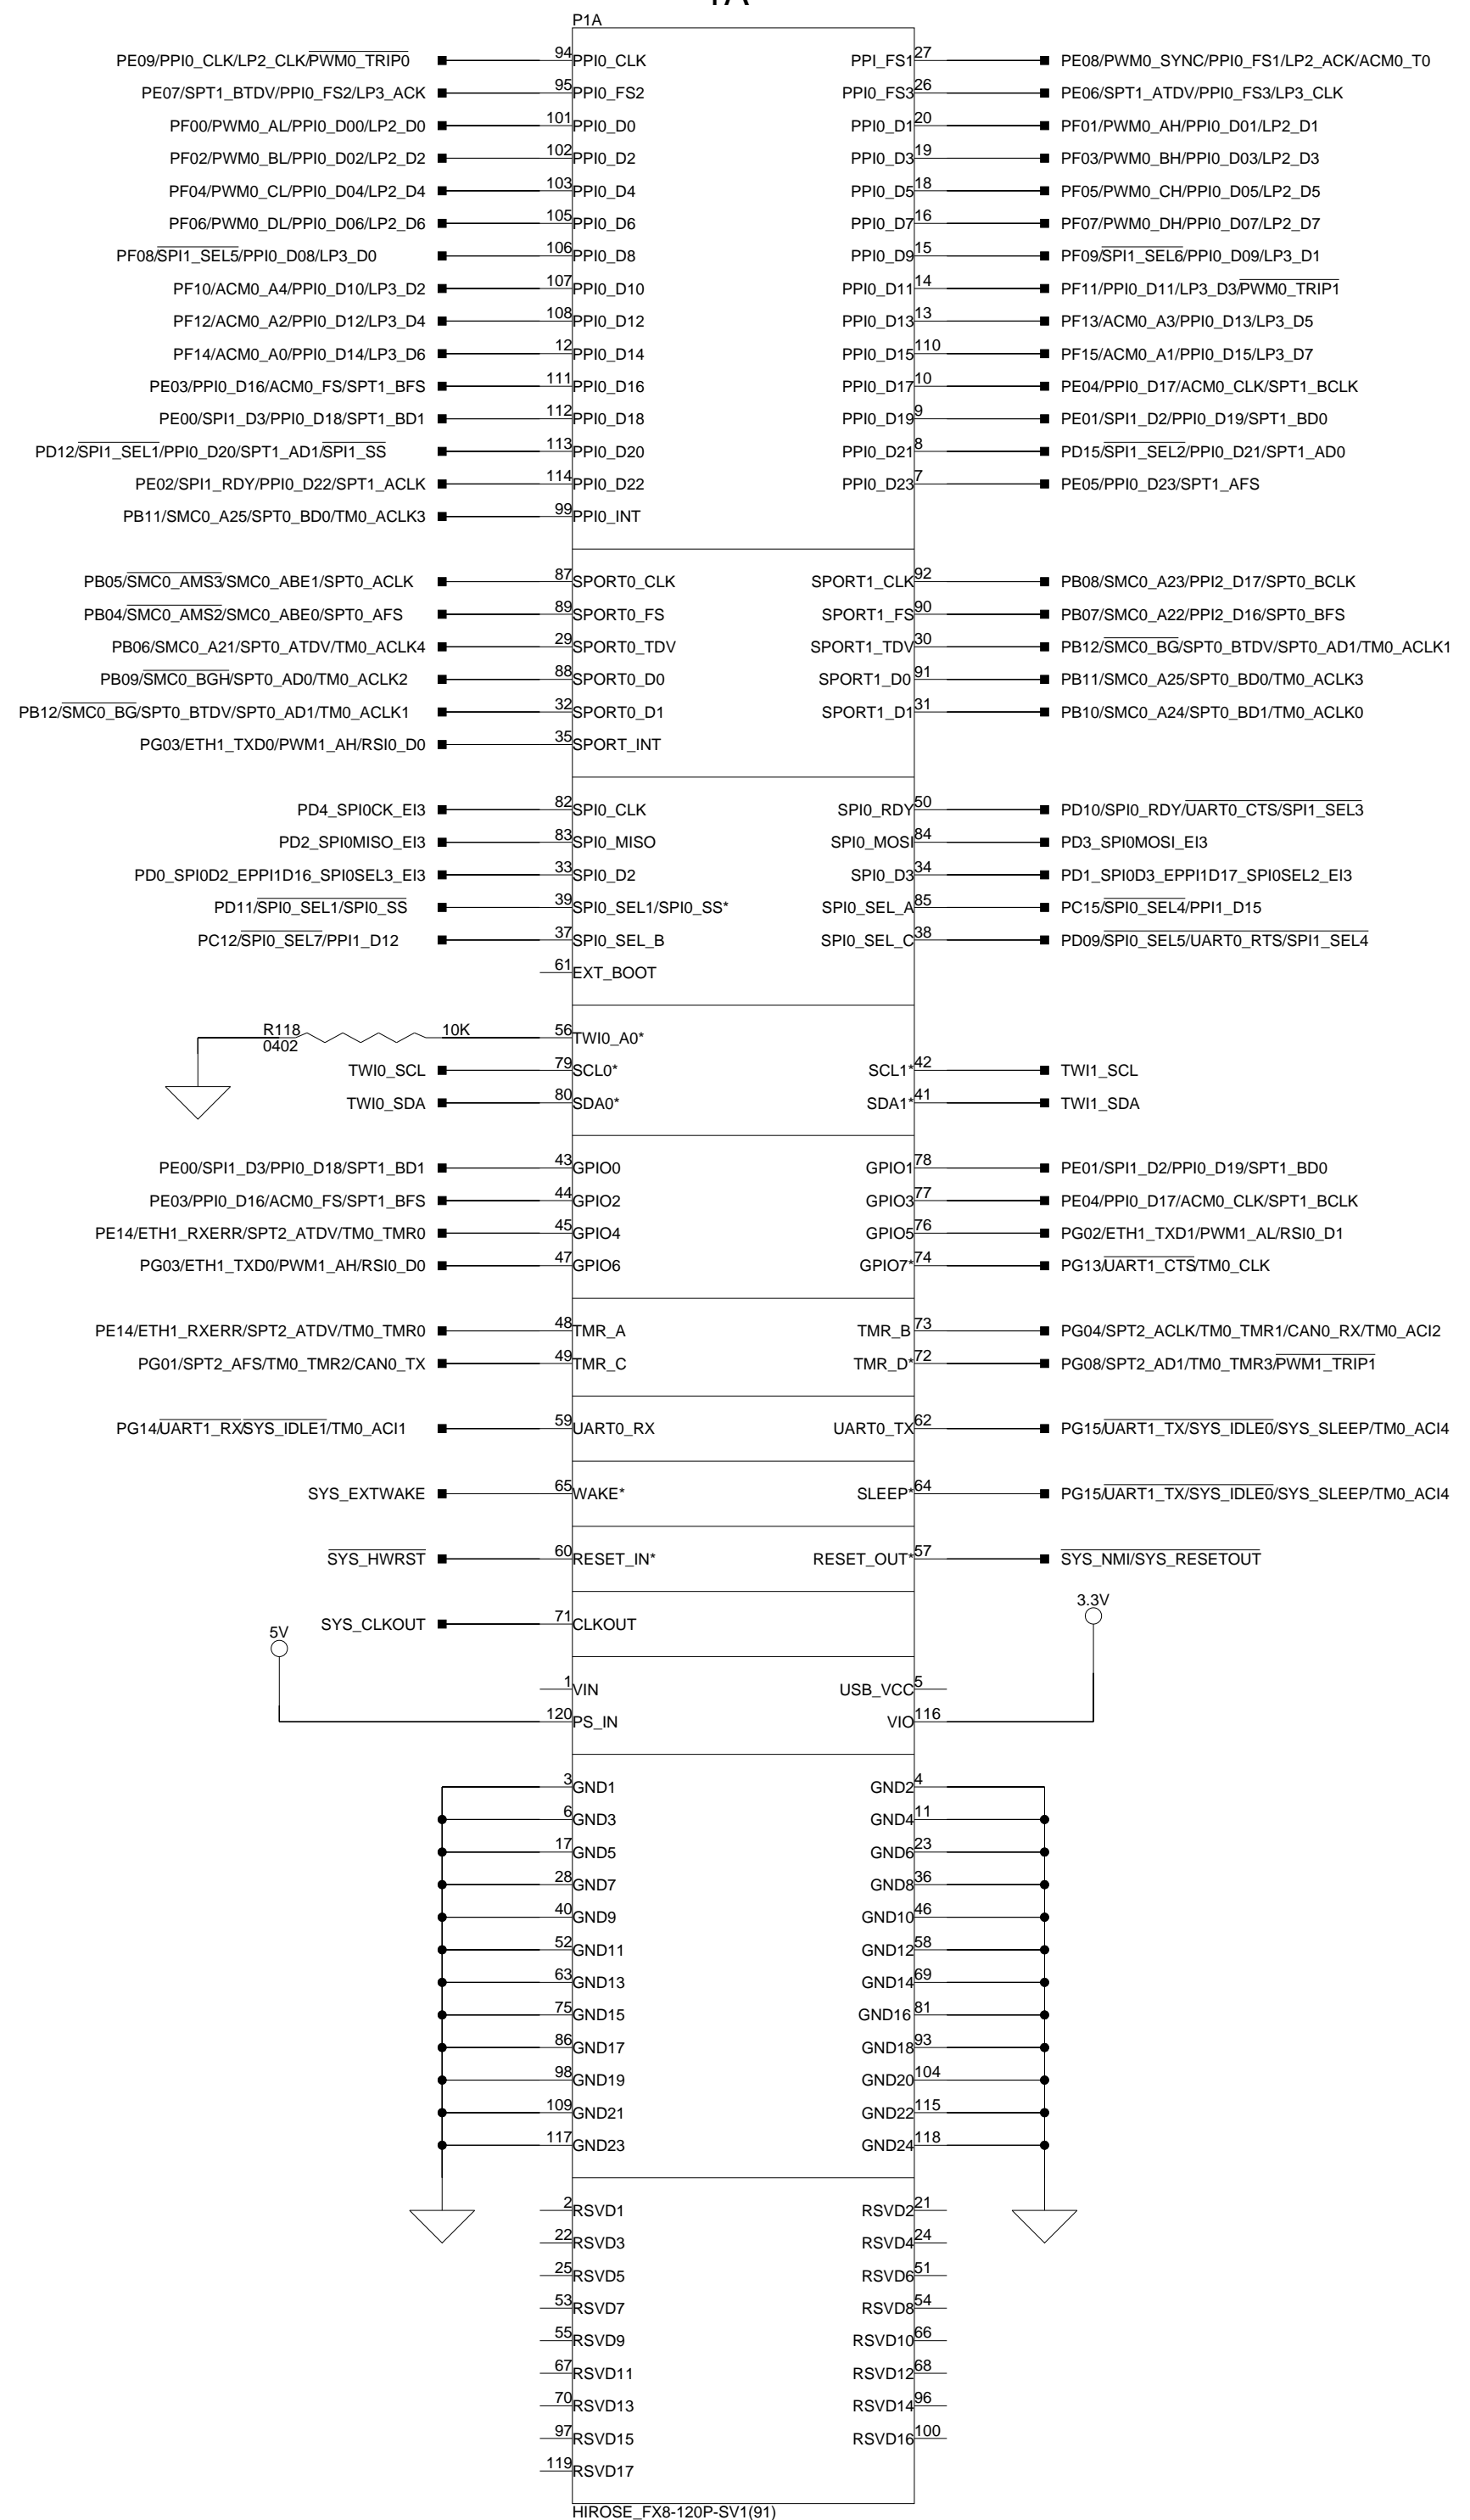 P1A
PE09/PPI0_CLK/LP2_CLK/PWM0_TRIP0 94 PPI0_CLK PPI_FS1 27 PE08/PWM0_SYNC/PPI0_FS1/LP2_ACK/ACM0_T0
PE07/SPT1_BTDV/PPI0_FS2/LP3_ACK 95 PPI0_FS2 PPI0_FS3 26 PE06/SPT1_ATDV/PPI0_FS3/LP3_CLK
PF00/PWM0_AL/PPI0_D00/LP2_D0 101 PPI0_D0 PPI0_D1 20 PF01/PWM0_AH/PPI0_D01/LP2_D1
PF02/PWM0_BL/PPI0_D02/LP2_D2 102 PPI0_D2 PPI0_D3 19 PF03/PWM0_BH/PPI0_D03/LP2_D3
PF04/PWM0_CL/PPI0_D04/LP2_D4 103 PPI0_D4 PPI0_D5 18 PF05/PWM0_CH/PPI0_D05/LP2_D5
PF06/PWM0_DL/PPI0_D06/LP2_D6 105 PPI0_D6 PPI0_D7 16 PF07/PWM0_DH/PPI0_D07/LP2_D7
PF08/SPI1_SEL5/PPI0_D08/LP3_D0 106 PPI0_D8 PPI0_D9 15 PF09/SPI1_SEL6/PPI0_D09/LP3_D1
PF10/ACM0_A4/PPI0_D10/LP3_D2 107 PPI0_D10 PPI0_D11 14 PF11/PPI0_D11/LP3_D3/PWM0_TRIP1
PF12/ACM0_A2/PPI0_D12/LP3_D4 108 PPI0_D12 PPI0_D13 13 PF13/ACM0_A3/PPI0_D13/LP3_D5
PF14/ACM0_A0/PPI0_D14/LP3_D6 12 PPI0_D14 PPI0_D15 110 PF15/ACM0_A1/PPI0_D15/LP3_D7
PE03/PPI0_D16/ACM0_FS/SPT1_BFS 111 PPI0_D16 PPI0_D17 10 PE04/PPI0_D17/ACM0_CLK/SPT1_BCLK
PE00/SPI1_D3/PPI0_D18/SPT1_BD1 112 PPI0_D18 PPI0_D19 9 PE01/SPI1_D2/PPI0_D19/SPT1_BD0
PD12/SPI1_SEL1/PPI0_D20/SPT1_AD1/SPI1_SS 113 PPI0_D20 PPI0_D21 8 PD15/SPI1_SEL2/PPI0_D21/SPT1_AD0
PE02/SPI1_RDY/PPI0_D22/SPT1_ACLK 114 PPI0_D22 PPI0_D23 7 PE05/PPI0_D23/SPT1_AFS
PB11/SMC0_A25/SPT0_BD0/TM0_ACLK3 99 PPI0_INT
PB05/SMC0_AMS3/SMC0_ABE1/SPT0_ACLK 87 SPORT0_CLK SPORT1_CLK 92 PB08/SMC0_A23/PPI2_D17/SPT0_BCLK
PB04/SMC0_AMS2/SMC0_ABE0/SPT0_AFS 89 SPORT0_FS SPORT1_FS 90 PB07/SMC0_A22/PPI2_D16/SPT0_BFS
PB06/SMC0_A21/SPT0_ATDV/TM0_ACLK4 29 SPORT0_TDV SPORT1_TDV 30 PB12/SMC0_BG/SPT0_BTDV/SPT0_AD1/TM0_ACLK1
PB09/SMC0_BGH/SPT0_AD0/TM0_ACLK2 88 SPORT0_D0 SPORT1_D0 91 PB11/SMC0_A25/SPT0_BD0/TM0_ACLK3
PB12/SMC0_BG/SPT0_BTDV/SPT0_AD1/TM0_ACLK1 32 SPORT0_D1 SPORT1_D1 31 PB10/SMC0_A24/SPT0_BD1/TM0_ACLK0
PG03/ETH1_TXD0/PWM1_AH/RSI0_D0 35 SPORT_INT
PD4_SPI0CK_EI3 82 SPI0_CLK SPI0_RDY 50 PD10/SPI0_RDY/UART0_CTS/SPI1_SEL3
PD2_SPI0MISO_EI3 83 SPI0_MISO SPI0_MOSI 84 PD3_SPI0MOSI_EI3
PD0_SPI0D2_EPPI1D16_SPI0SEL3_EI3 33 SPI0_D2 SPI0_D3 34 PD1_SPI0D3_EPPI1D17_SPI0SEL2_EI3
PD11/SPI0_SEL1/SPI0_SS 39 SPI0_SEL1/SPI0_SS* SPI0_SEL_A 85 PC15/SPI0_SEL4/PPI1_D15
PC12/SPI0_SEL7/PPI1_D12 37 SPI0_SEL_B SPI0_SEL_C 38 PD09/SPI0_SEL5/UART0_RTS/SPI1_SEL4
61 EXT_BOOT
R118 10K 56 TWI0_A0*
0402
TWI0_SCL 79 SCL0* SCL1* 42 TWI1_SCL
TWI0_SDA 80 SDA0* SDA1* 41 TWI1_SDA
PE00/SPI1_D3/PPI0_D18/SPT1_BD1 43 GPIO0 GPIO1 78 PE01/SPI1_D2/PPI0_D19/SPT1_BD0
PE03/PPI0_D16/ACM0_FS/SPT1_BFS 44 GPIO2 GPIO3 77 PE04/PPI0_D17/ACM0_CLK/SPT1_BCLK
PE14/ETH1_RXERR/SPT2_ATDV/TM0_TMR0 45 GPIO4 GPIO5 76 PG02/ETH1_TXD1/PWM1_AL/RSI0_D1
PG03/ETH1_TXD0/PWM1_AH/RSI0_D0 47 GPIO6 GPIO7* 74 PG13/UART1_CTS/TM0_CLK
PE14/ETH1_RXERR/SPT2_ATDV/TM0_TMR0 48 TMR_A TMR_B 73 PG04/SPT2_ACLK/TM0_TMR1/CAN0_RX/TM0_ACI2
PG01/SPT2_AFS/TM0_TMR2/CAN0_TX 49 TMR_C TMR_D* 72 PG08/SPT2_AD1/TM0_TMR3/PWM1_TRIP1
PG14/UART1_RX/SYS_IDLE1/TM0_ACI1 59 UART0_RX UART0_TX 62 PG15/UART1_TX/SYS_IDLE0/SYS_SLEEP/TM0_ACI4
SYS_EXTWAKE 65 WAKE* SLEEP* 64 PG15/UART1_TX/SYS_IDLE0/SYS_SLEEP/TM0_ACI4
SYS_HWRST 60 RESET_IN* RESET_OUT* 57 SYS_NMI/SYS_RESETOUT
3.3V
SYS_CLKOUT 71 CLKOUT
5V
1 VIN USB_VCC 5
120 PS_IN VIO 116
3 GND1 GND2 4
6 GND3 GND4 11
17 GND5 GND6 23
28 GND7 GND8 36
40 GND9 GND10 46
52 GND11 GND12 58
63 GND13 GND14 69
75 GND15 GND16 81
86 GND17 GND18 93
98 GND19 GND20 104
109 GND21 GND22 115
117 GND23 GND24 118
2 RSVD1 RSVD2 21
22 RSVD3 RSVD4 24
25 RSVD5 RSVD6 51
53 RSVD7 RSVD8 54
55 RSVD9 RSVD10 66
67 RSVD11 RSVD12 68
70 RSVD13 RSVD14 96
97 RSVD15 RSVD16 100
119 RSVD17
HIROSE_FX8-120P-SV1(91)